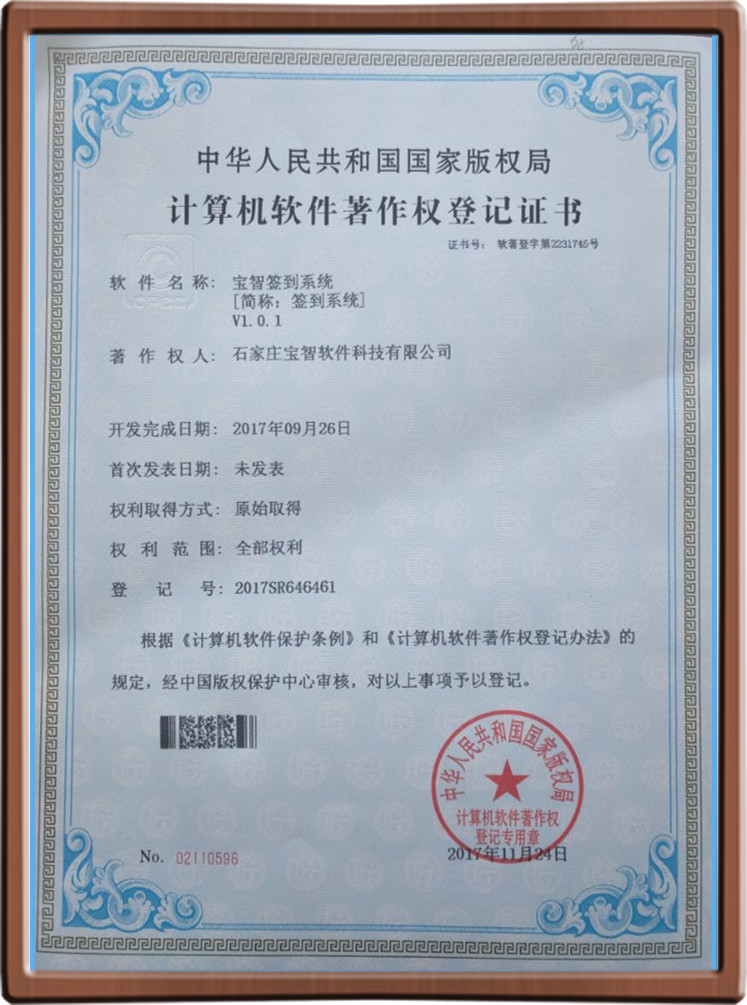 中华人民共和国国家版权局
计算机软件著作权登记证书
证书号： 软著登字第2231745号
软件名称： 宝智签到系统
[简称：签到系统]
V1.0.1
著作权人： 石家庄宝智软件科技有限公司
开发完成日期： 2017年09月26日
首次发表日期： 未发表
权利取得方式： 原始取得
权利范围： 全部权利
登记号： 2017SR646461
根据《计算机软件保护条例》和《计算机软件著作权登记办法》的
规定，经中国版权保护中心审核，对以上事项予以登记。
中华人民共和国国家版权局
计算机软件著作权
登记专用章
No. 02110596
2017年11月24日